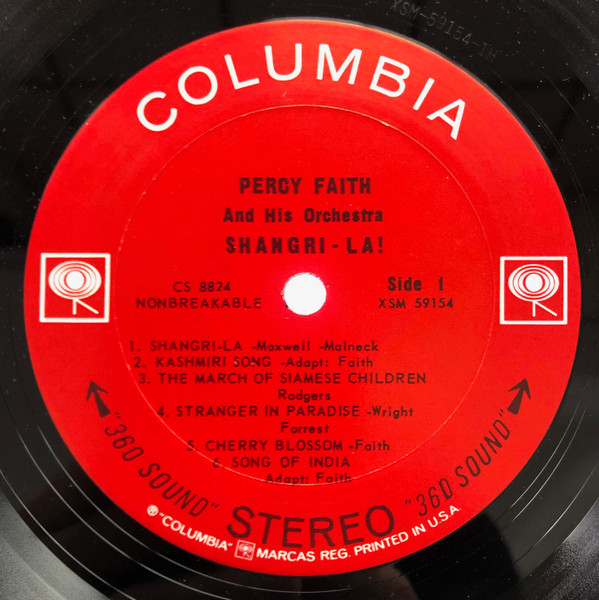 XSM-59154-1H
COLUMBIA
PERCY FAITH
And His Orchestra
SHANGRI-LA!
CS 8824
NONBREAKABLE
Side 1
XSM 59154
1. SHANGRI-LA -Maxwell -Malneck
2. KASHMIRI SONG -Adapt: Faith
3. THE MARCH OF SIAMESE CHILDREN
Rodgers
4. STRANGER IN PARADISE -Wright
Forrest
5. CHERRY BLOSSOM -Faith
6. SONG OF INDIA
Adapt: Faith
"360 SOUND" STEREO "360 SOUND"
® "COLUMBIA" MARCAS REG. PRINTED IN U.S.A.